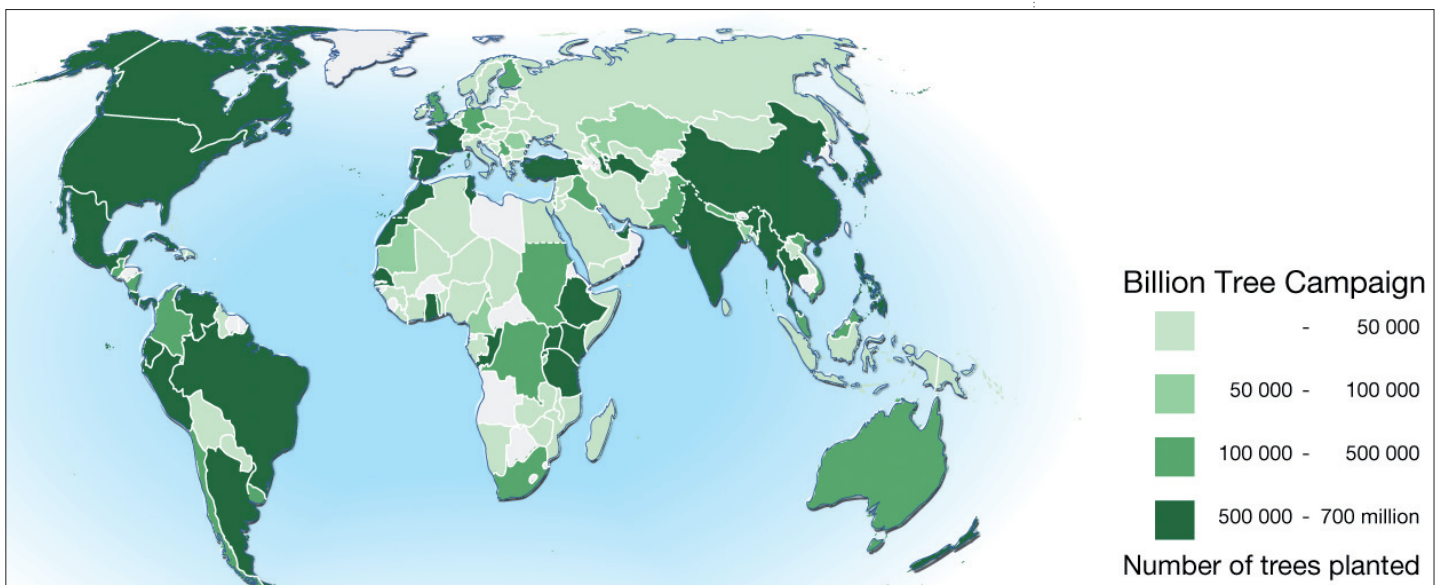 Billion Tree Campaign
- 50 000
50 000 - 100 000
100 000 - 500 000
500 000 - 700 million
Number of trees planted